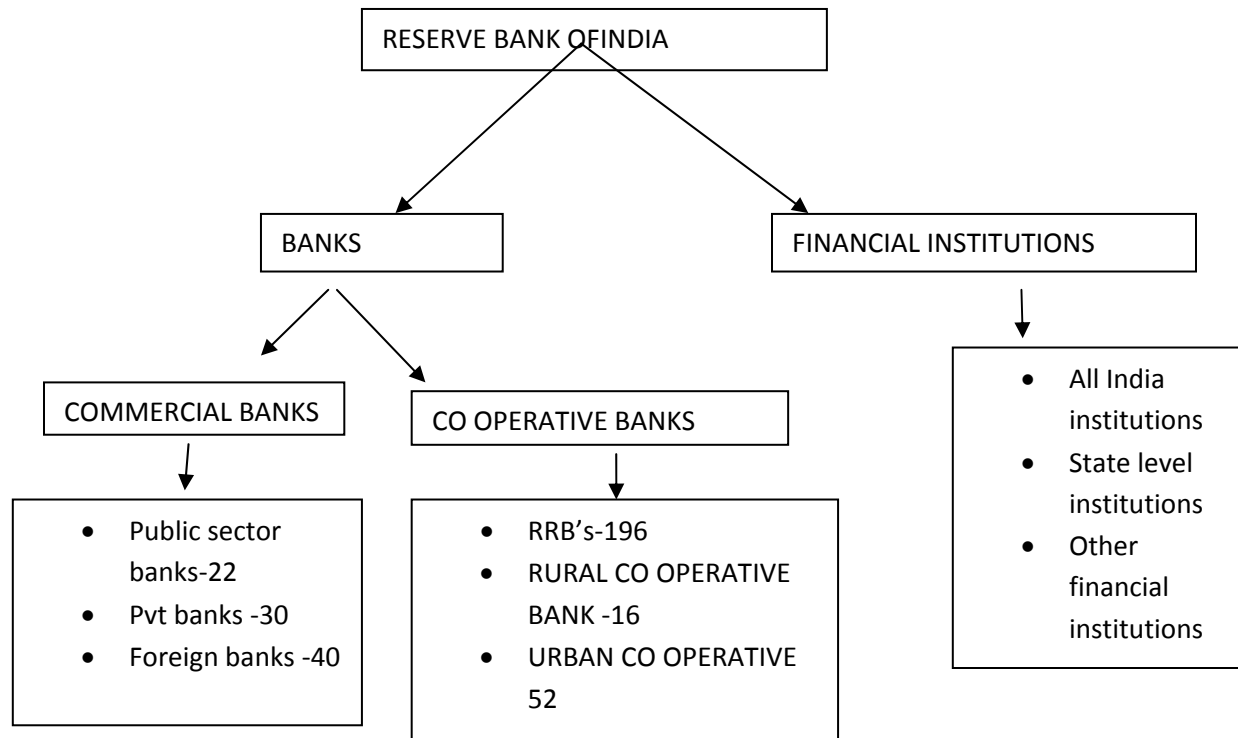 RESERVE BANK OFINDIA
BANKS
FINANCIAL INSTITUTIONS
COMMERCIAL BANKS
CO OPERATIVE BANKS
• Public sector
banks-22
• Pvt banks -30
• Foreign banks -40
• RRB’s-196
• RURAL CO OPERATIVE
BANK -16
• URBAN CO OPERATIVE
52
• All India
institutions
• State level
institutions
• Other
financial
institutions